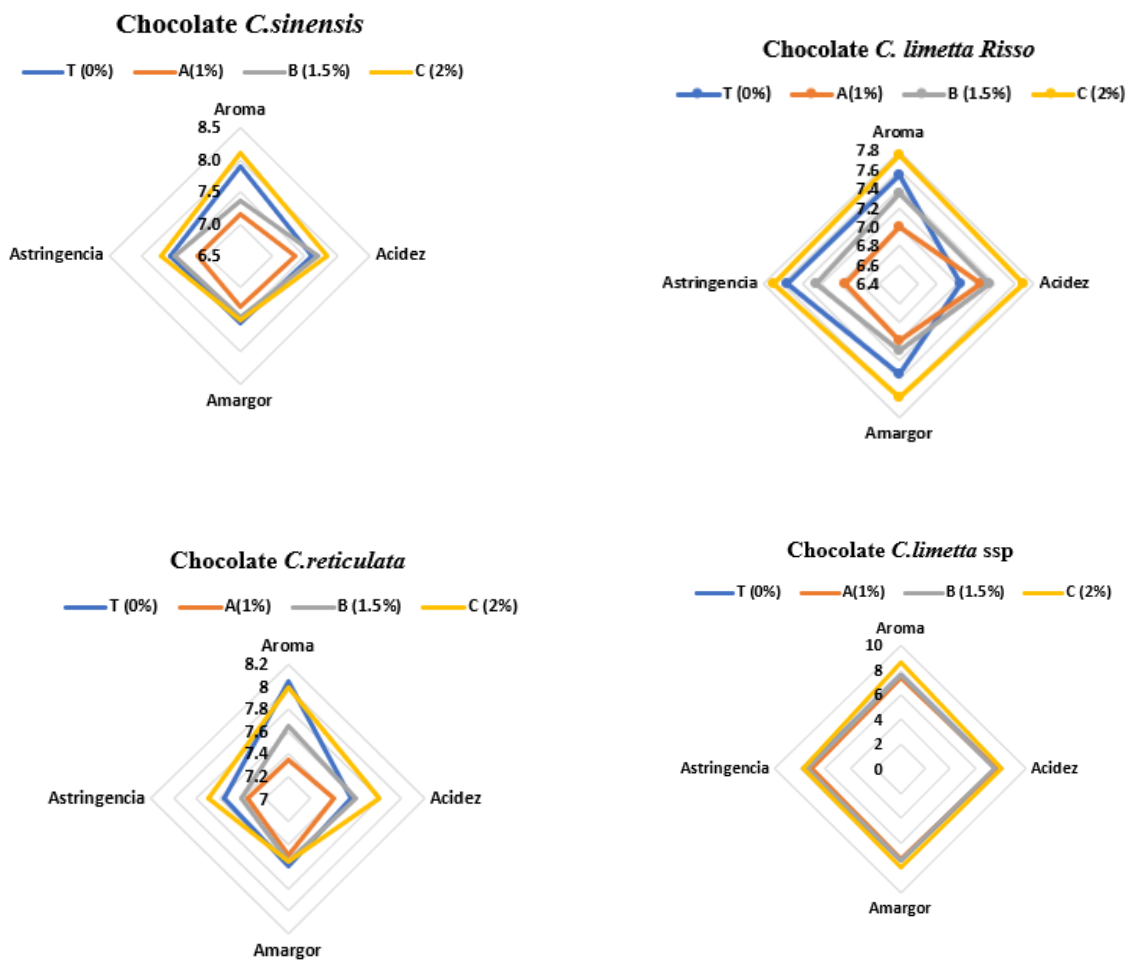 Chocolate C.sinensis
T (0%) A(1%) B (1.5%) C (2%)
Aroma
8.5
8.0
7.5
7.0
6.5
Astringencia
Acidez
Amargor
Chocolate C. limetta Risso
T (0%) A(1%) B (1.5%) C (2%)
Aroma
7.8
7.6
7.4
7.2
7.0
6.8
6.6
6.4
Astringencia
Acidez
Amargor
Chocolate C.reticulata
T (0%) A(1%) B (1.5%) C (2%)
Aroma
8.2
8
7.8
7.6
7.4
7.2
7
Astringencia
Acidez
Amargor
Chocolate C.limetta ssp
T (0%) A(1%) B (1.5%) C (2%)
Aroma
10
8
6
4
2
0
Astringencia
Acidez
Amargor